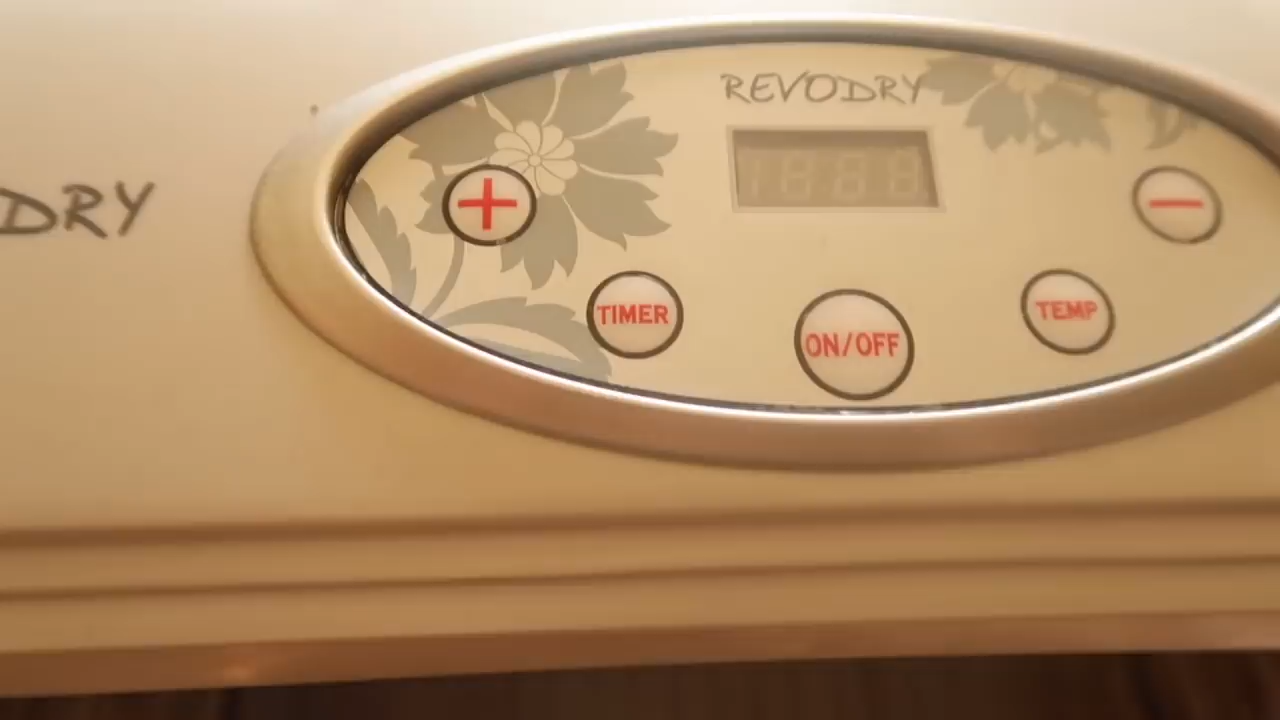 REVODRY
DRY
+
-
TIMER
ON/OFF
TEMP